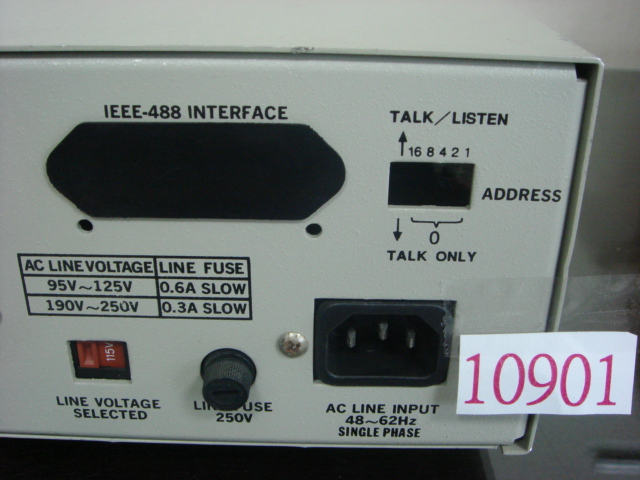 IEEE-488 INTERFACE
TALK/LISTEN
16 8 4 2 1
ADDRESS
0
TALK ONLY
AC LINE VOLTAGE LINE FUSE
95V~125V 0.6A SLOW
190V~250V 0.3A SLOW
115V
LINE VOLTAGE
SELECTED
LINE FUSE
250V
AC LINE INPUT
48~62Hz
SINGLE PHASE
10901